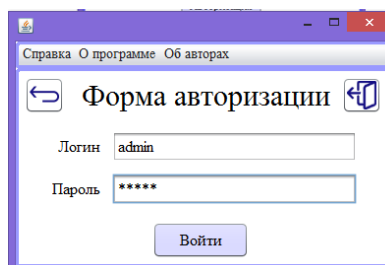 Справка О программе Об авторах
Форма авторизации
Логин admin
Пароль *****
Войти